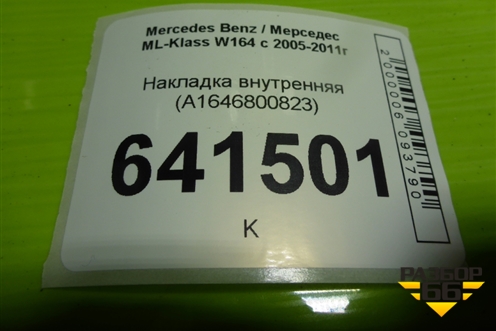 Mercedes Benz / Мерседес
ML-Klass W164 с 2005-2011г
Накладка внутренняя
(A1646800823)
641501
K
2000006093790
РАЗБОР
66